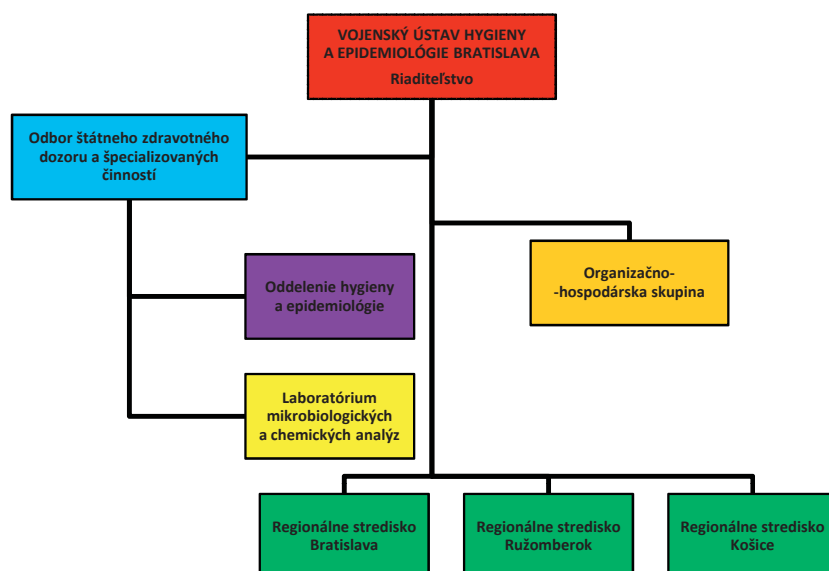 VOJENSKÝ ÚSTAV HYGIENY
A EPIDEMIOLÓGIE BRATISLAVA
Riaditeľstvo
Odbor štátneho zdravotného
dozoru a špecializovaných
činností
Oddelenie hygieny
a epidemiológie
Organizačno-
-hospodárska skupina
Laboratórium
mikrobiologických
a chemických analýz
Regionálne stredisko
Bratislava
Regionálne stredisko
Ružomberok
Regionálne stredisko
Košice